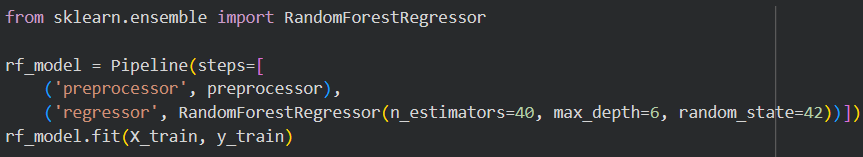 from sklearn.ensemble import RandomForestRegressor
rf_model = Pipeline(steps=[
    ('preprocessor', preprocessor),
    ('regressor', RandomForestRegressor(n_estimators=40, max_depth=6, random_state=42))])
rf_model.fit(X_train, y_train)